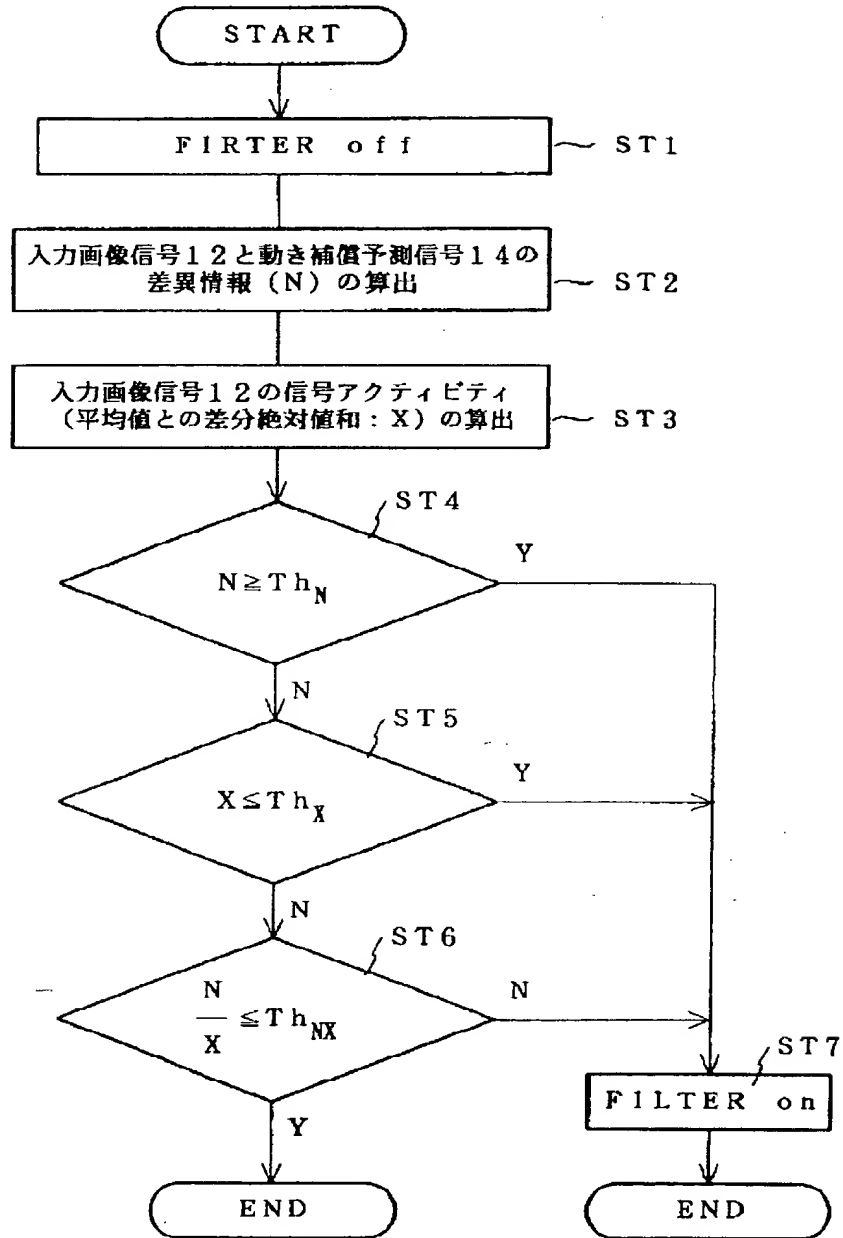 START
FIRTER off
ST1
入力画像信号12と動き補償予測信号14の
差異情報(N)の算出
ST2
入力画像信号12の信号アクティビティ
(平均値との差分絶対値和:X)の算出
ST3
ST4
N≧Th_N
Y
N
ST5
X≦Th_X
Y
N
ST6
N/X ≦Th_NX
N
Y
ST7
FILTER on
END
END